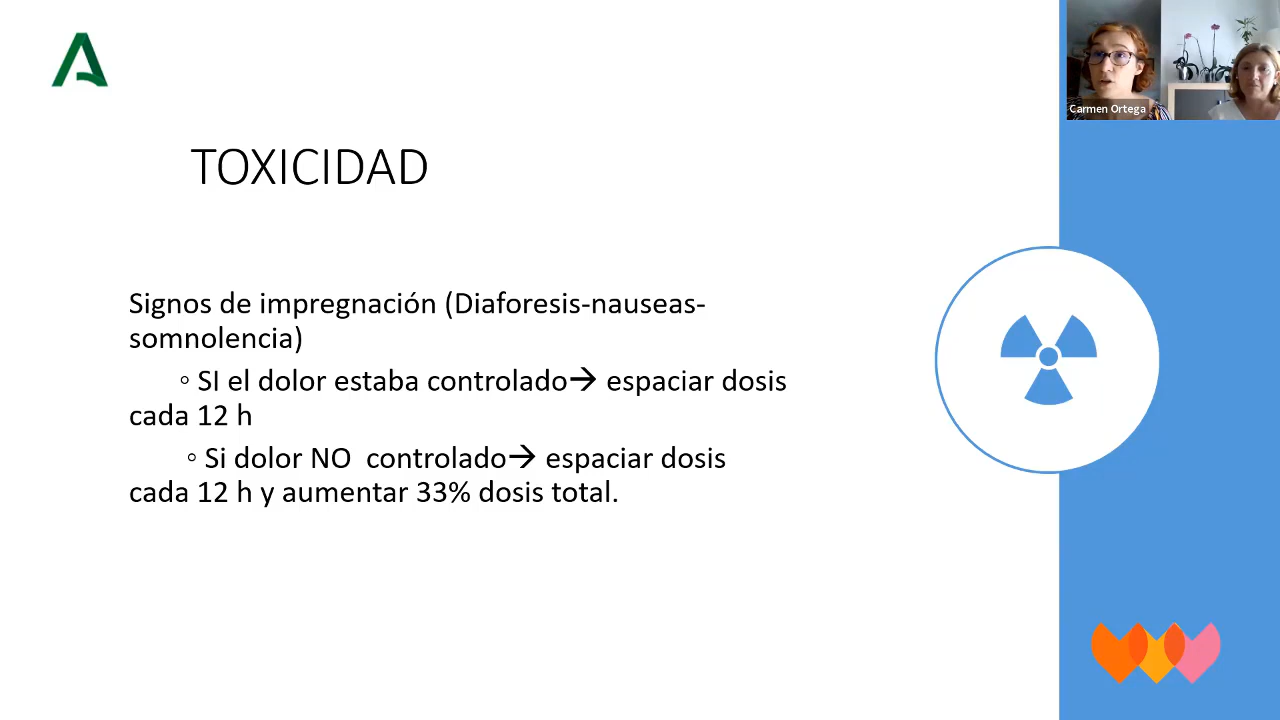 Carmen Ortega
TOXICIDAD
Signos de impregnación (Diaforesis-nauseas-
somnolencia)
◦ SI el dolor estaba controlado→ espaciar dosis
cada 12 h
◦ Si dolor NO  controlado→ espaciar dosis
cada 12 h y aumentar 33% dosis total.